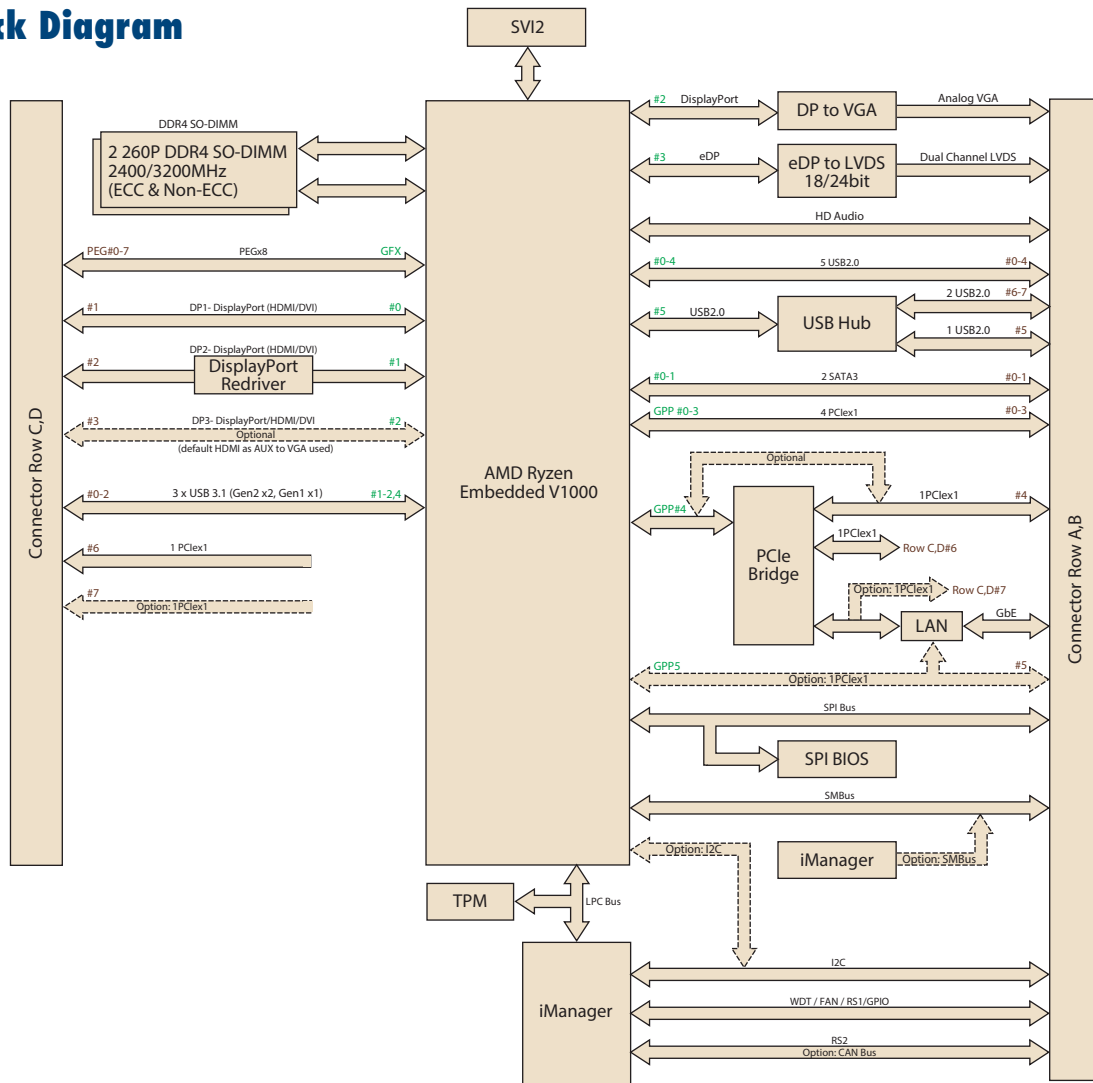 ck Diagram
SVI2
DDR4 SO-DIMM
2 260P DDR4 SO-DIMM
2400/3200MHz
(ECC & Non-ECC)
PEG#0-7
PEGx8
GFX
#1
DP1- DisplayPort (HDMI/DVI)
#0
DP2- DisplayPort (HDMI/DVI)
#2
DisplayPort
Redriver
#1
#3
DP3- DisplayPort/HDMI/DVI
#2
Optional
(default HDMI as AUX to VGA used)
#0-2
3 x USB 3.1 (Gen2 x2, Gen1 x1)
#1-2,4
#6
1 PCIex1
#7
Option: 1PCIex1
Connector Row C,D
AMD Ryzen
Embedded V1000
#2
DisplayPort
DP to VGA
Analog VGA
#3
eDP
eDP to LVDS
18/24bit
Dual Channel LVDS
HD Audio
#0-4
5 USB2.0
#0-4
#5
USB2.0
USB Hub
2 USB2.0
#6-7
1 USB2.0
#5
#0-1
2 SATA3
#0-1
GPP #0-3
4 PCIex1
#0-3
Optional
GPP#4
PCIe
Bridge
1PCIex1
#4
1PCIex1
Row C,D#6
Option: 1PCIex1
Row C,D#7
LAN
GbE
GPP5
#5
Option: 1PCIex1
SPI Bus
SPI BIOS
SMBus
Option: I2C
iManager
Option: SMBus
TPM
LPC Bus
iManager
I2C
WDT / FAN / RS1/GPIO
RS2
Option: CAN Bus
Connector Row A,B